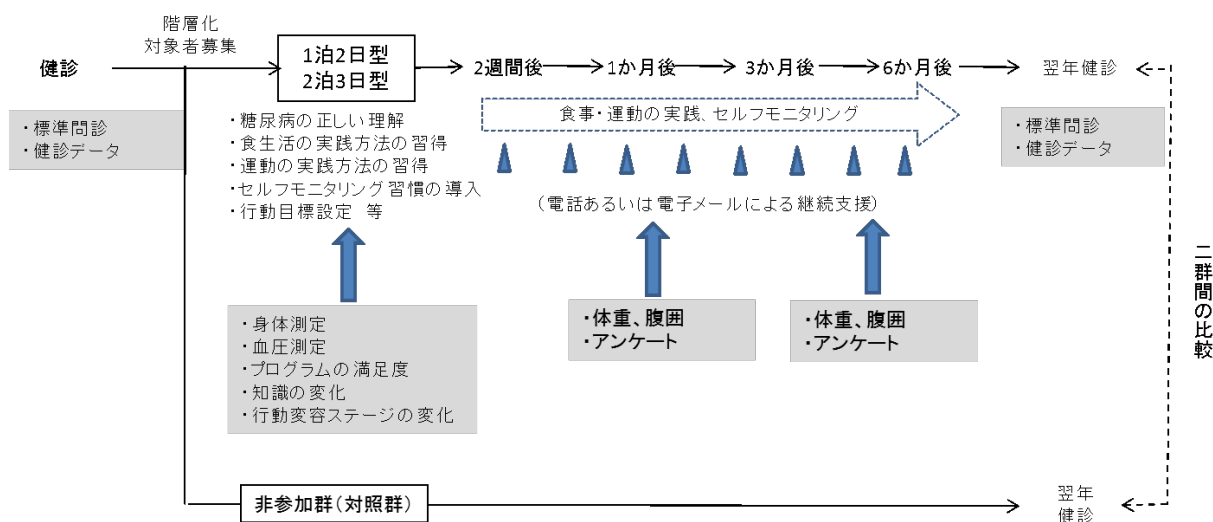 階層化
対象者募集
健診
1泊2日型
2泊3日型
2週間後
1か月後
3か月後
6か月後
翌年健診
・標準問診
・健診データ
・糖尿病の正しい理解
・食生活の実践方法の習得
・運動の実践方法の習得
・セルフモニタリング習慣の導入
・行動目標設定 等
食事・運動の実践、セルフモニタリング
(電話あるいは電子メールによる継続支援)
・標準問診
・健診データ
・身体測定
・血圧測定
・プログラムの満足度
・知識の変化
・行動変容ステージの変化
・体重、腹囲
・アンケート
・体重、腹囲
・アンケート
二群間の比較
非参加群(対照群)
翌年
健診